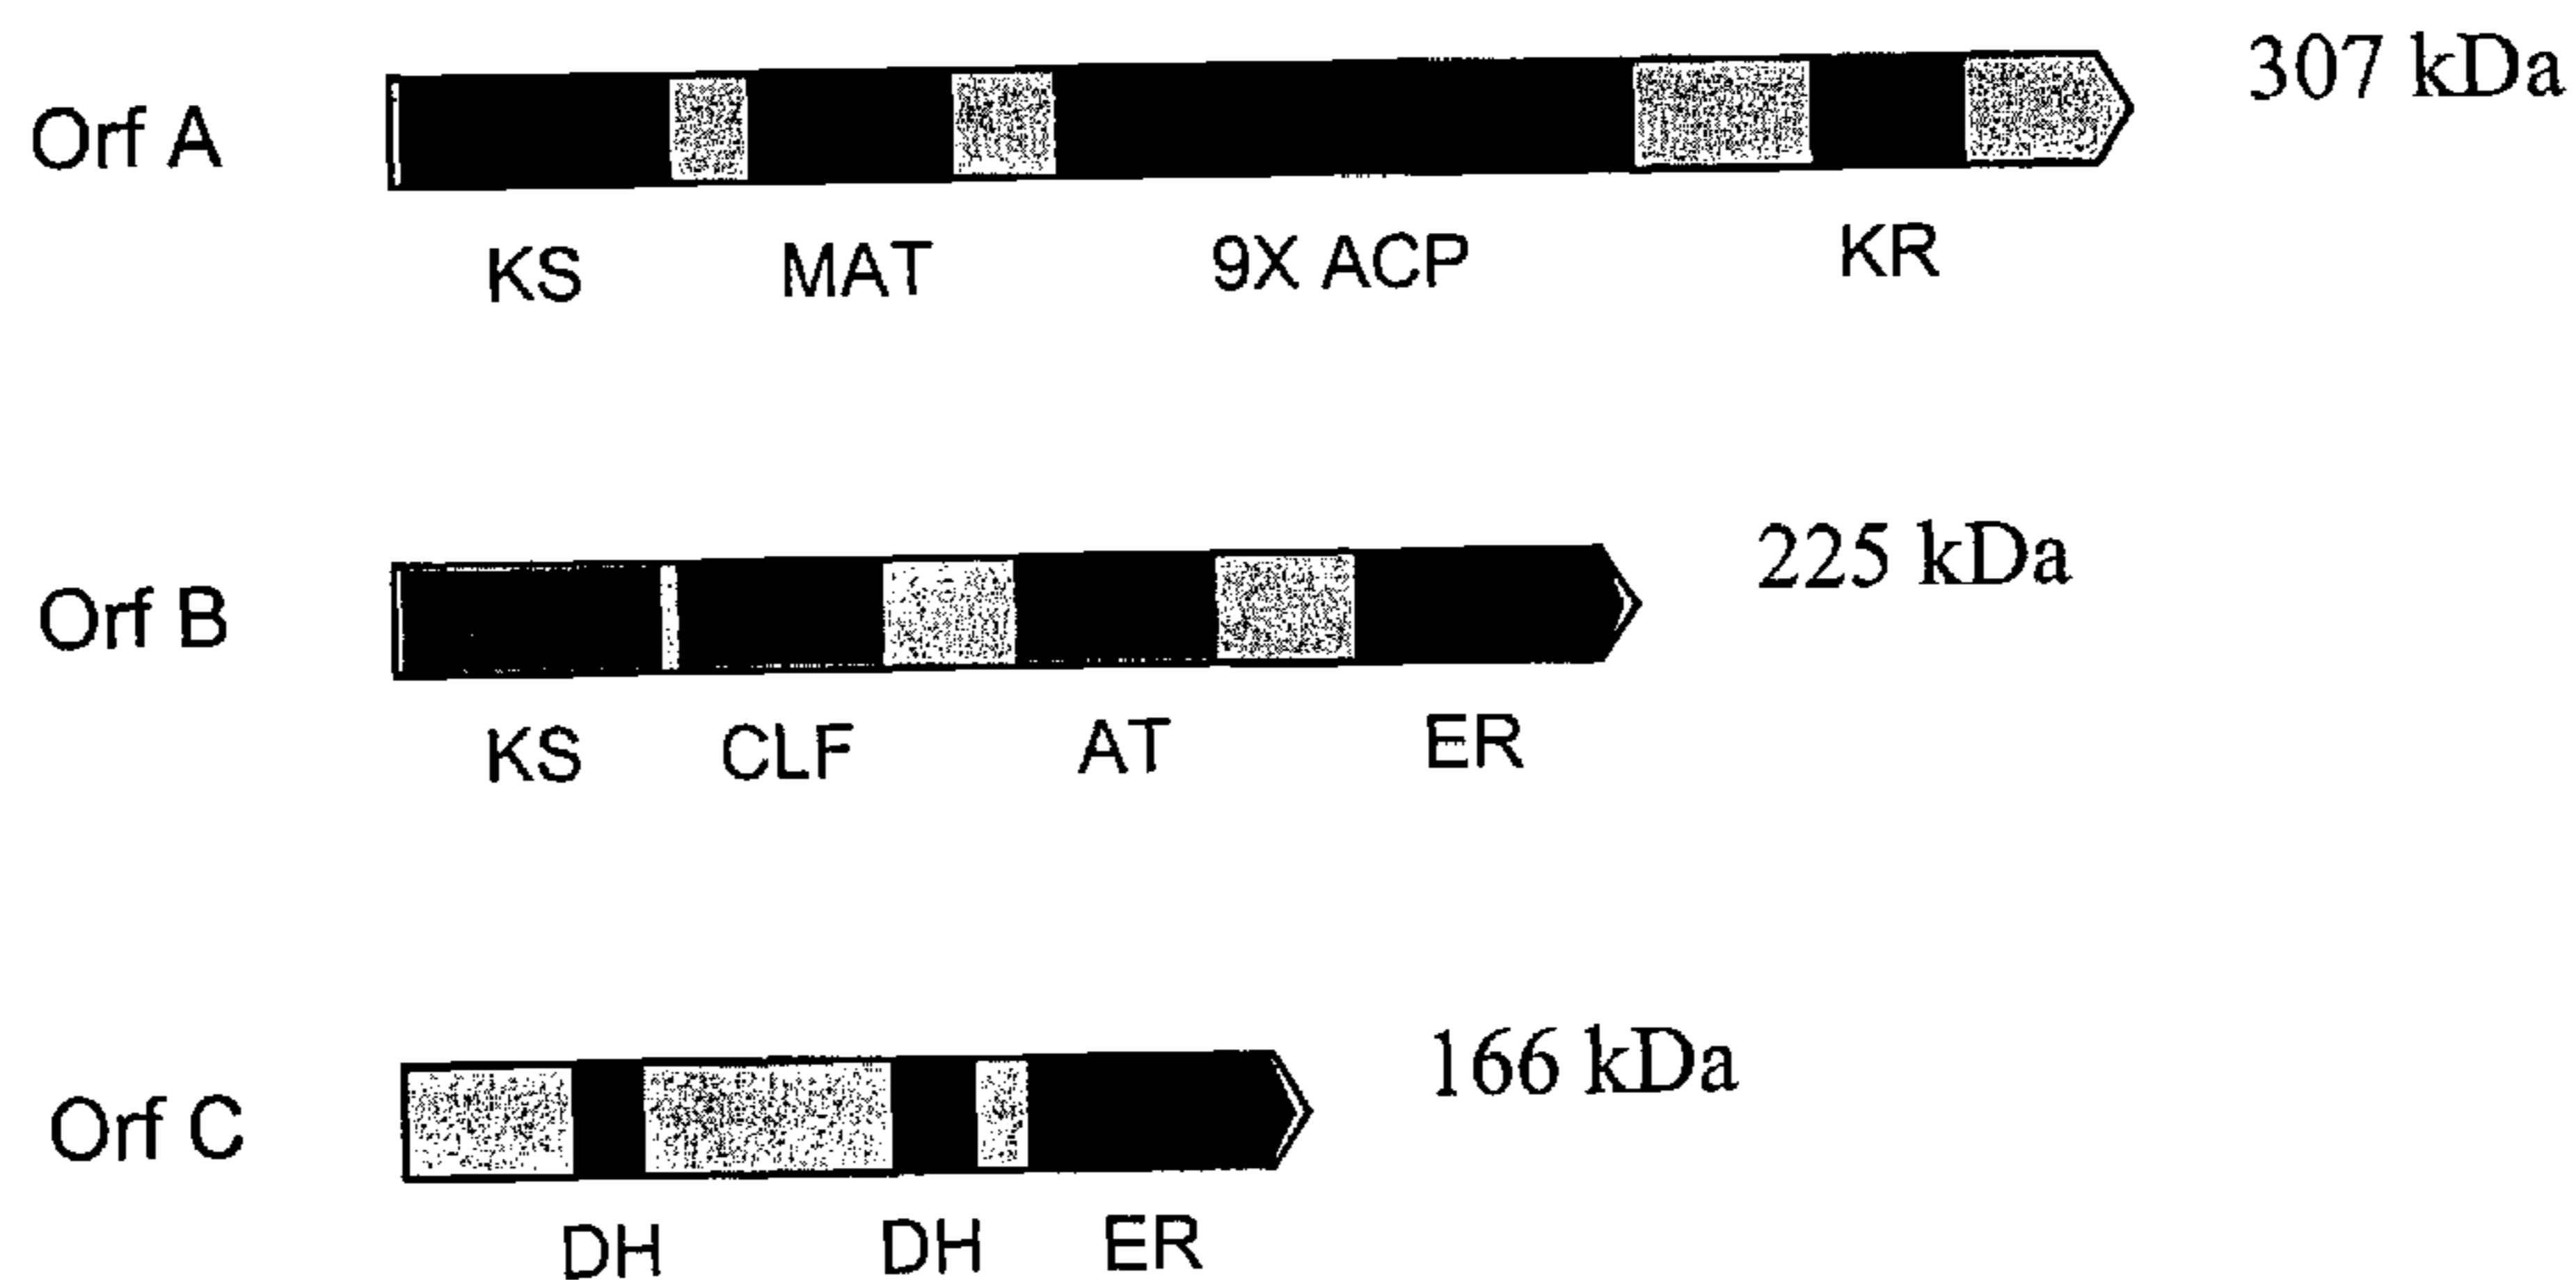 Orf A 307 kDa
KS MAT 9X ACP KR
Orf B 225 kDa
KS CLF AT ER
Orf C 166 kDa
DH DH ER